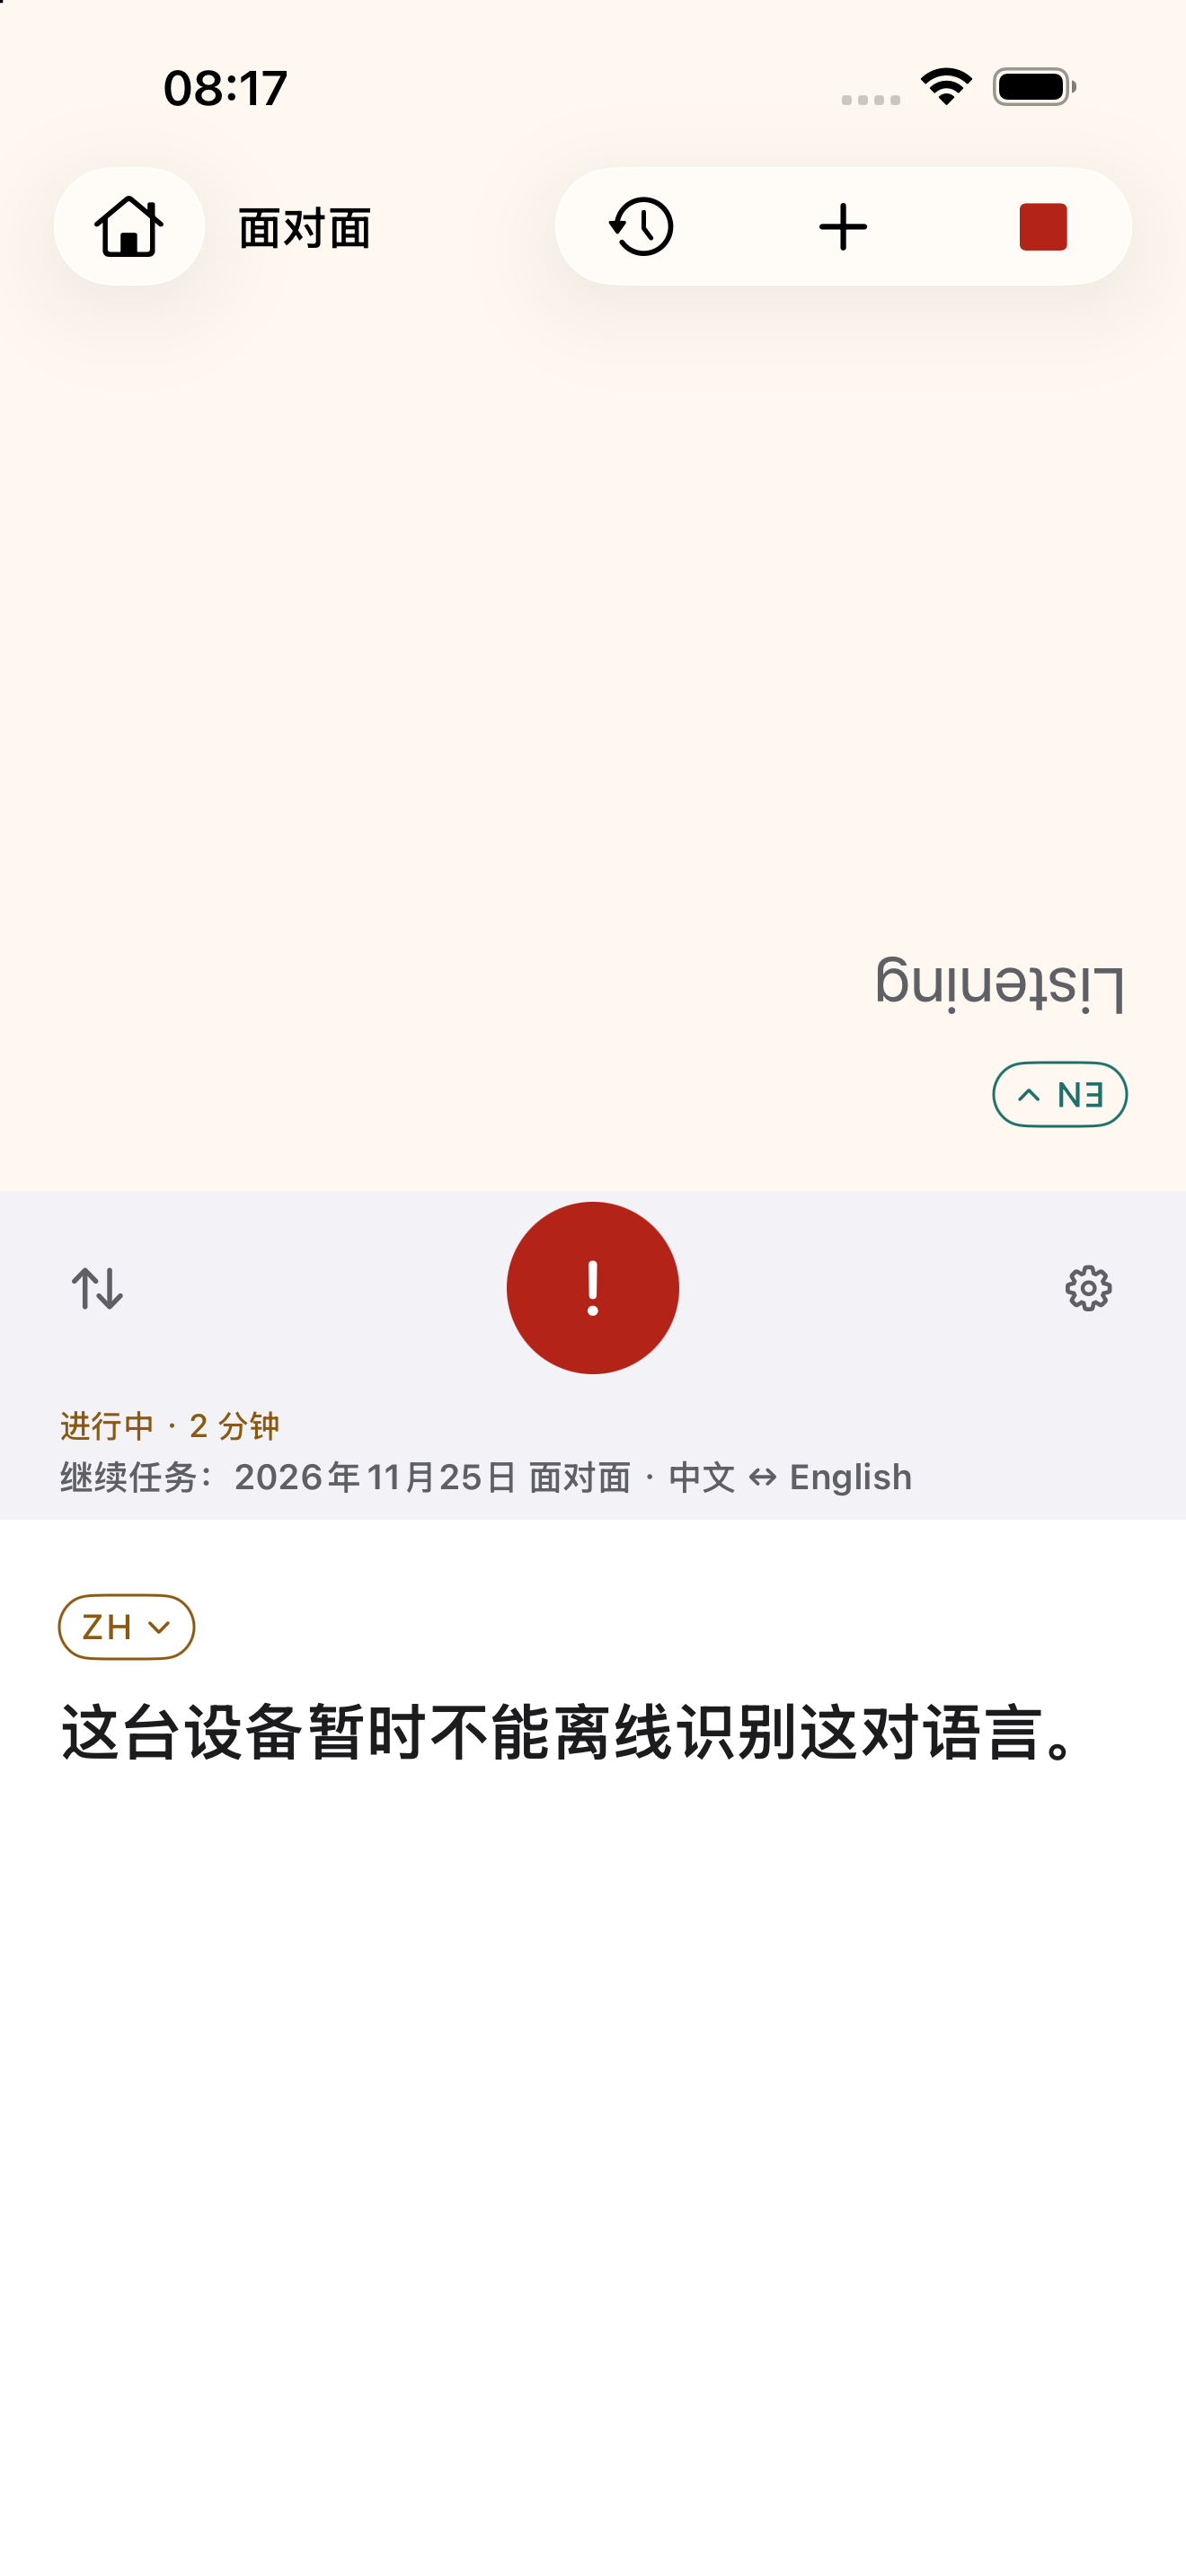 08:17
面对面
Listening
EN
进行中 · 2 分钟
继续任务：2026年11月25日 面对面 · 中文 ↔ English
ZH
这台设备暂时不能离线识别这对语言。